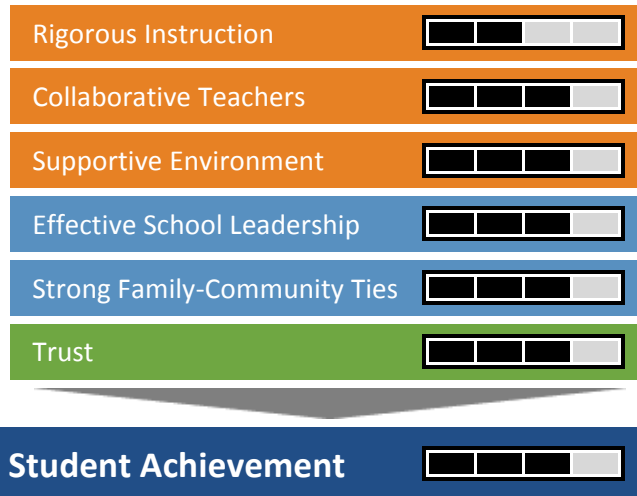 Rigorous Instruction
Collaborative Teachers
Supportive Environment
Effective School Leadership
Strong Family-Community Ties
Trust
Student Achievement